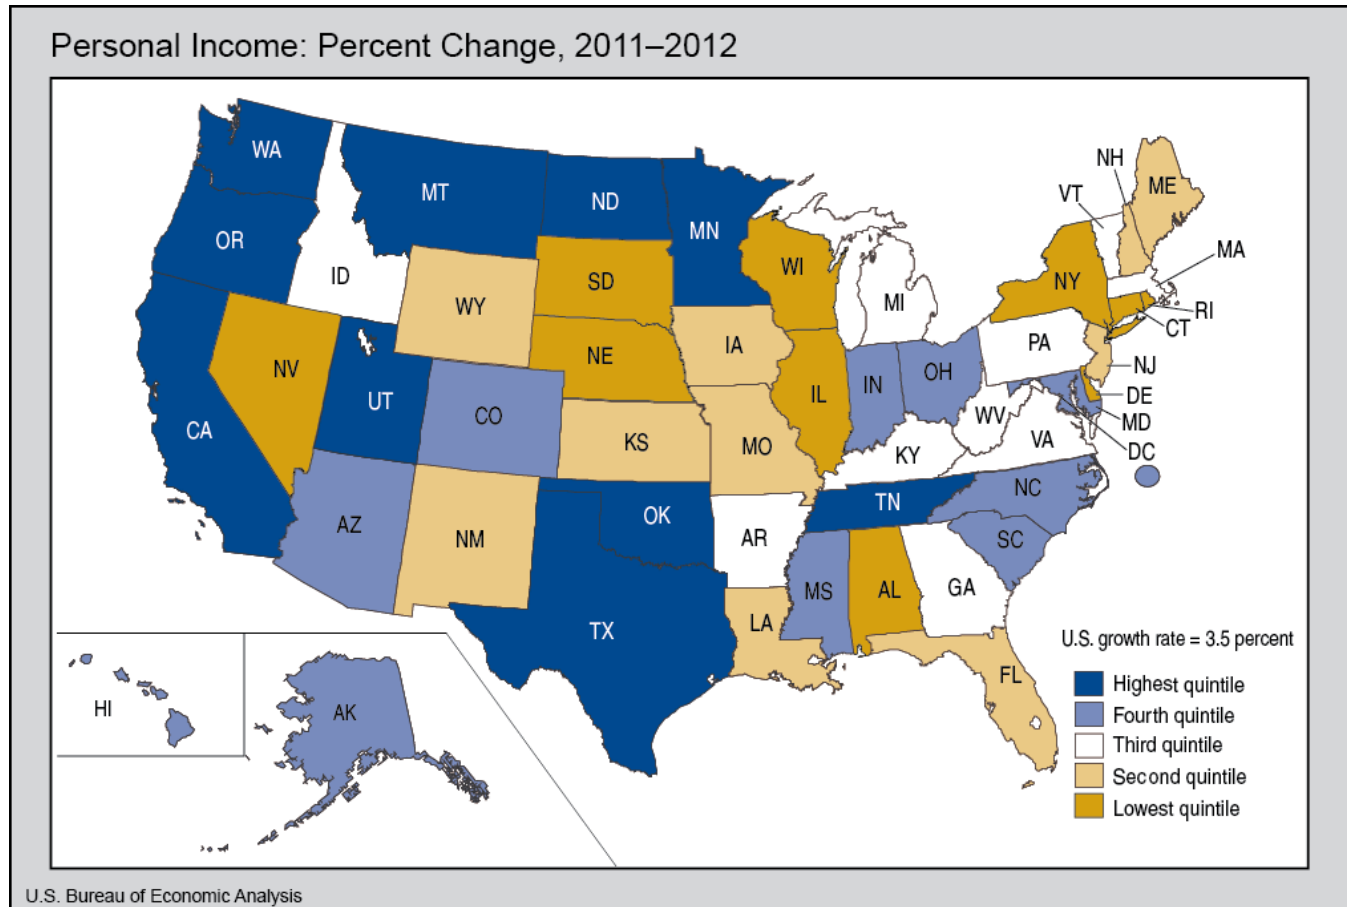 Personal Income: Percent Change, 2011–2012
WA
MT
ND
MN
OR
ID
WY
SD
WI
MI
NH
VT
ME
MA
NY
RI
CT
NV
UT
CO
NE
IA
IL
IN
OH
PA
NJ
DE
MD
DC
CA
KS
MO
KY
WV
VA
AZ
NM
OK
AR
TN
NC
SC
MS
AL
GA
TX
LA
FL
HI
AK
U.S. growth rate = 3.5 percent
Highest quintile
Fourth quintile
Third quintile
Second quintile
Lowest quintile
U.S. Bureau of Economic Analysis